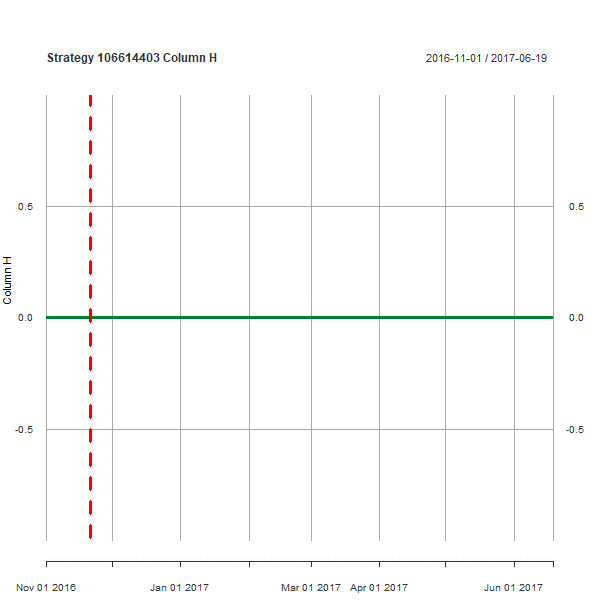 Strategy 106614403 Column H
2016-11-01 / 2017-06-19
0.5
0.5
Column H
0.0
0.0
-0.5
-0.5
Nov 01 2016
Jan 01 2017
Mar 01 2017
Apr 01 2017
Jun 01 2017